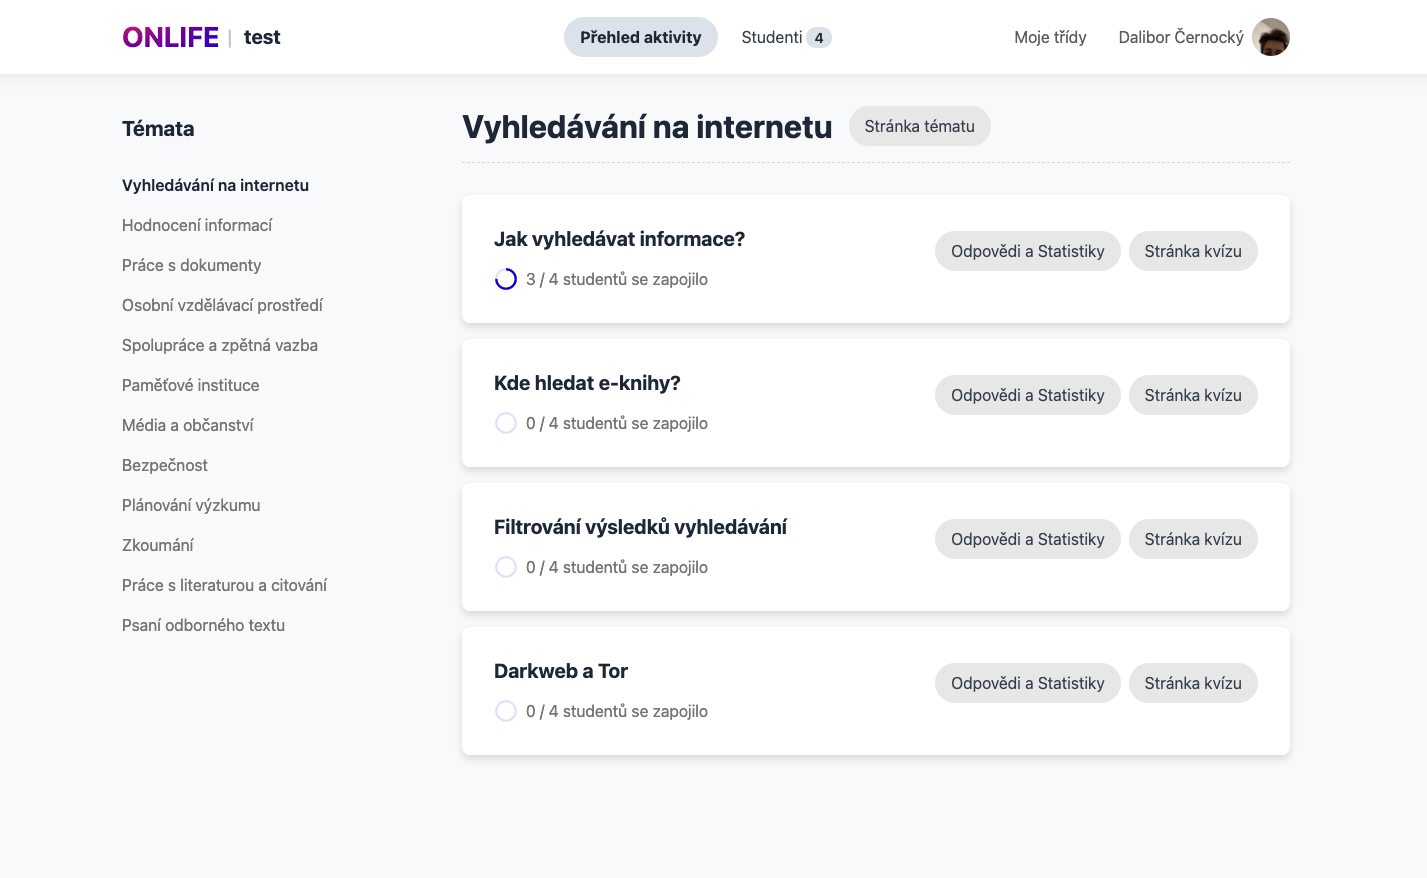 ONLIFE | test
Přehled aktivity
Studenti 4
Moje třídy
Dalibor Černocký
Témata
Vyhledávání na internetu
Hodnocení informací
Práce s dokumenty
Osobní vzdělávací prostředí
Spolupráce a zpětná vazba
Paměťové instituce
Média a občanství
Bezpečnost
Plánování výzkumu
Zkoumání
Práce s literaturou a citování
Psaní odborného textu
Vyhledávání na internetu
Stránka tématu
Jak vyhledávat informace?
3 / 4 studentů se zapojilo
Odpovědi a Statistiky
Stránka kvízu
Kde hledat e-knihy?
0 / 4 studentů se zapojilo
Odpovědi a Statistiky
Stránka kvízu
Filtrování výsledků vyhledávání
0 / 4 studentů se zapojilo
Odpovědi a Statistiky
Stránka kvízu
Darkweb a Tor
0 / 4 studentů se zapojilo
Odpovědi a Statistiky
Stránka kvízu